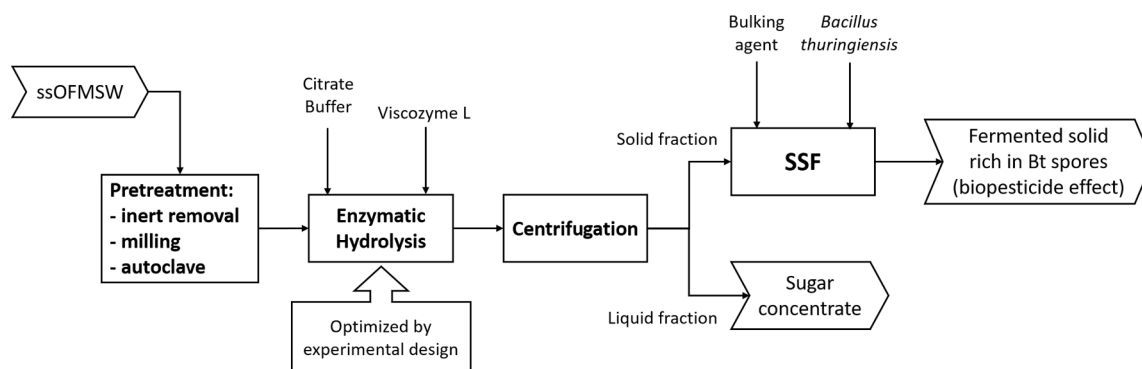 ssOFMSW
Pretreatment:
- inert removal
- milling
- autoclave
Citrate
Buffer
Viscozyme L
Enzymatic
Hydrolysis
Optimized by
experimental design
Centrifugation
Solid fraction
Liquid fraction
Bulking
agent
Bacillus
thuringiensis
SSF
Fermented solid
rich in Bt spores
(biopesticide effect)
Sugar
concentrate